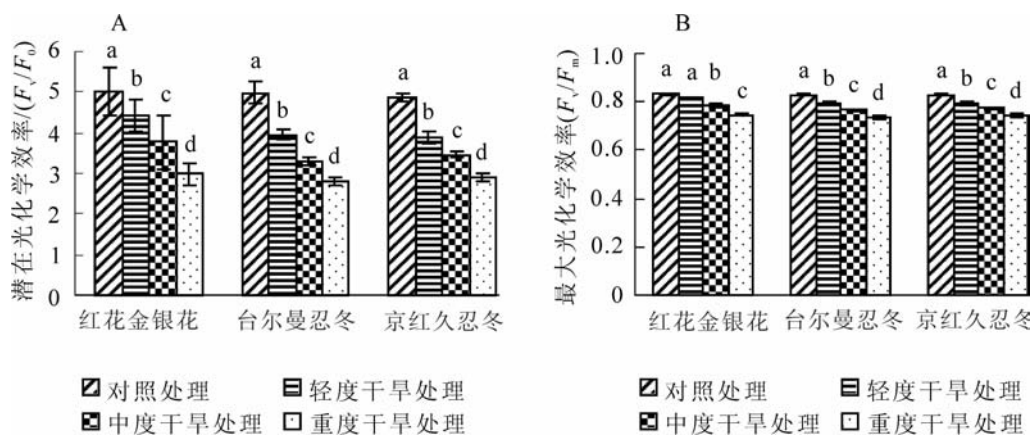 A
潜在光化学效率/(Fv/F0)
6
5
4
3
2
1
0
a b c d
a b c d
a b c d
红花金银花 台尔曼忍冬 京红久忍冬
对照处理 轻度干旱处理
中度干旱处理 重度干旱处理
B
最大光化学效率(Fv/Fm)
1.0
0.8
0.6
0.4
0.2
0
a a b c
a b c d
a b c d
红花金银花 台尔曼忍冬 京红久忍冬
对照处理 轻度干旱处理
中度干旱处理 重度干旱处理